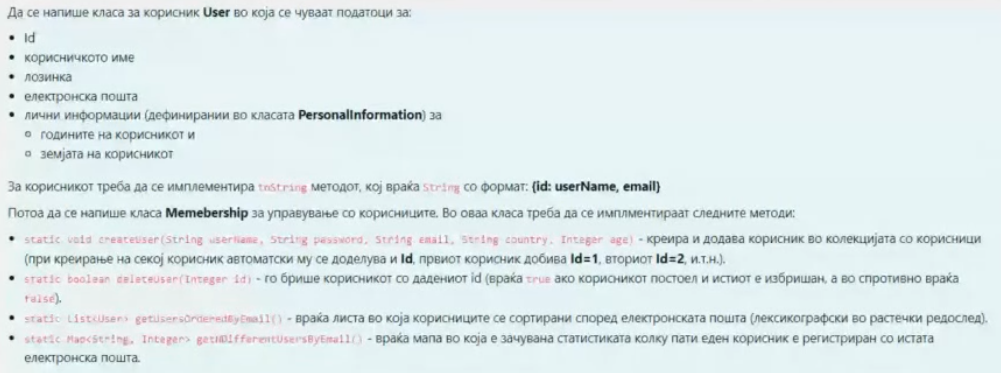 Да се напише класа за корисник User во која се чуваат податоци за:
• Id
• корисничкото име
• лозинка
• електронска пошта
• лични информации (дефинирании во класата PersonalInformation) за
годините на корисникот и
земјата на корисникот
За корисникот треба да се имплементира toString методот, кој враќа String со формат: {id: userName, email}
Потоа да се напише класа Memebership за управување со корисниците. Во оваа класа треба да се имплментираат следните методи:
• static void createUser(String userName, String password, String email, String country, Integer age) - креира и додава корисник во колекцијата со корисници
(при креирање на секој корисник автоматски му се доделува и Id, првиот корисник добива Id=1, вториот Id=2, и.т.н.).
• static boolean deleteUser(Integer id) - го брише корисникот со дадениот id (враќа true ако корисникот постоел и истиот е избришан, а во спротивно враќа
false).
• static List<User> getUsersOrderedByEmail() - враќа листа во која корисниците се сортирани според електронската пошта (лексикографски во растечки редослед).
• static Map<String, Integer> getNDifferentUsersByEmail() - враќа мапа во која е зачувана статистиката колку пати еден корисник е регистриран со истата
електронска пошта.